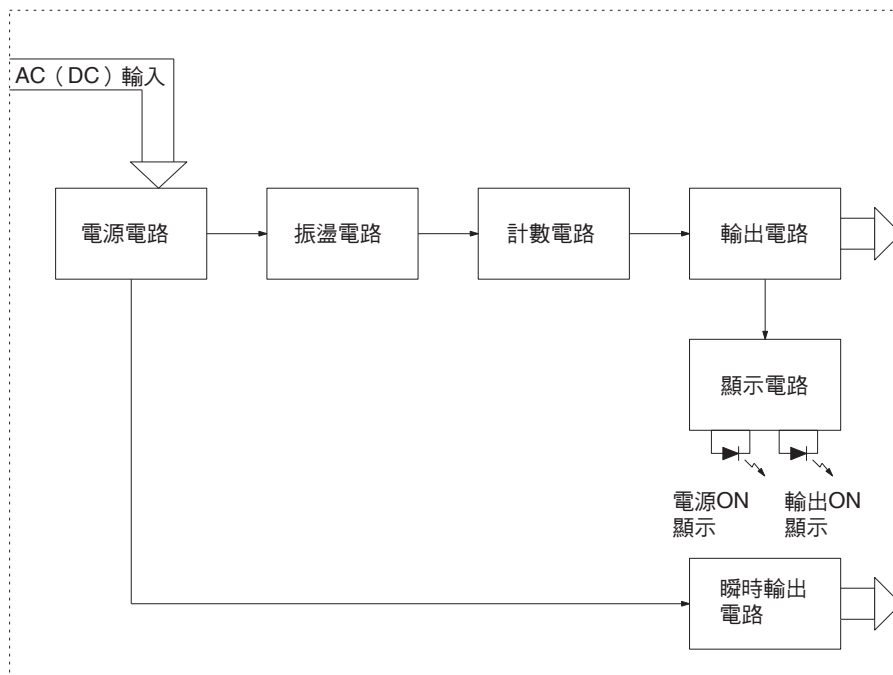 AC（DC）輸入
電源電路
振盪電路
計數電路
輸出電路
顯示電路
電源ON
顯示
輸出ON
顯示
瞬時輸出
電路